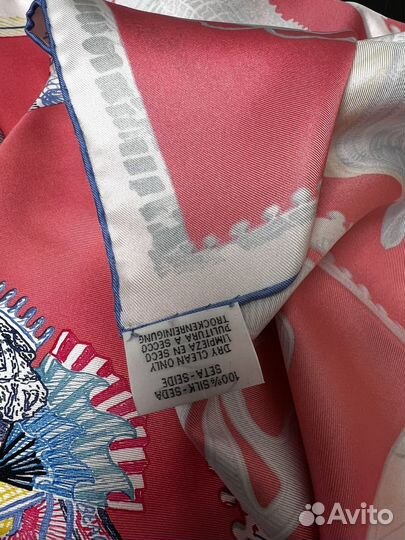 100% SILK-SEDA
SETA-SEIDE
DRY CLEAN ONLY
LIMPIEZA EN SECO
PULITURA A SECCO
TROCKENREINIGUNG
Avito